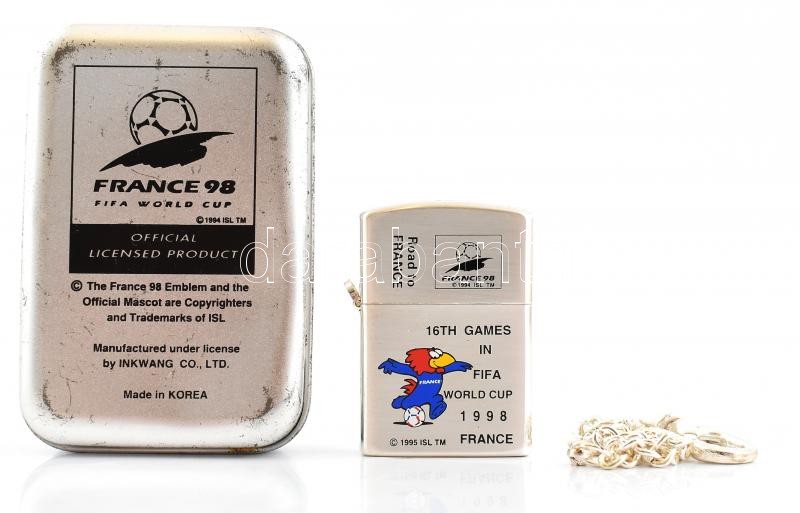 FRANCE 98
FIFA WORLD CUP
© 1994 ISL TM
OFFICIAL
LICENSED PRODUCT
© The France 98 Emblem and the
Official Mascot are Copyrighters
and Trademarks of ISL
Manufactured under license
by INKWANG CO., LTD.
Made in KOREA
Road to
FRANCE
FRANCE 98
© 1994 ISL TM
16TH GAMES
IN
FIFA
WORLD CUP
1998
FRANCE
FRANCE
© 1995 ISL TM
darabanth